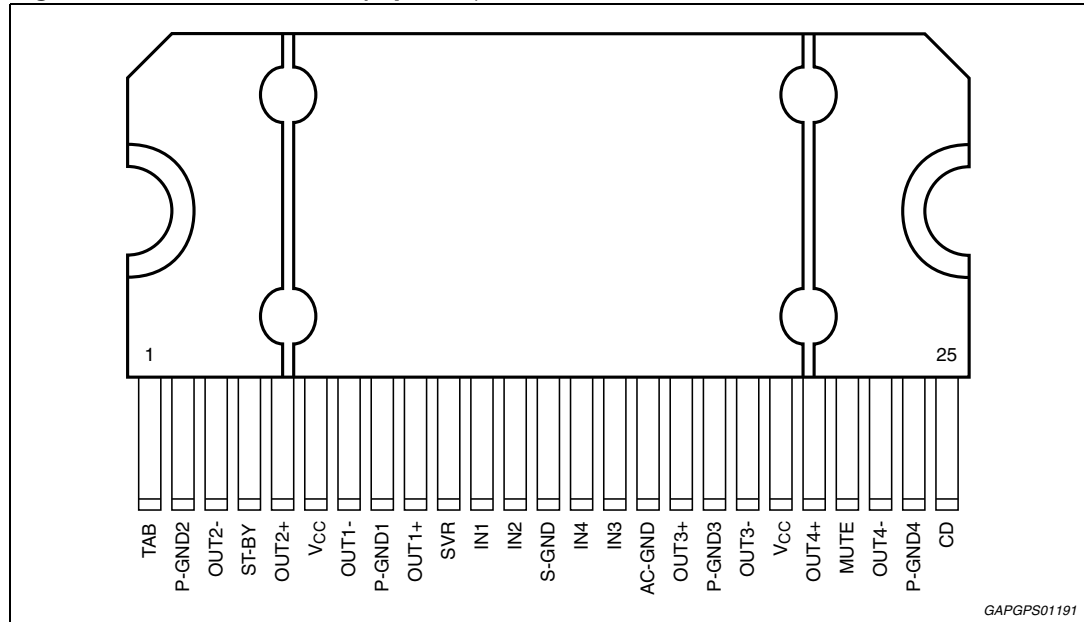 1
25
TAB
P-GND2
OUT2-
ST-BY
OUT2+
VCC
OUT1-
P-GND1
OUT1+
SVR
IN1
IN2
S-GND
IN4
IN3
AC-GND
OUT3+
P-GND3
OUT3-
VCC
OUT4+
MUTE
OUT4-
P-GND4
CD
GAPGPS01191